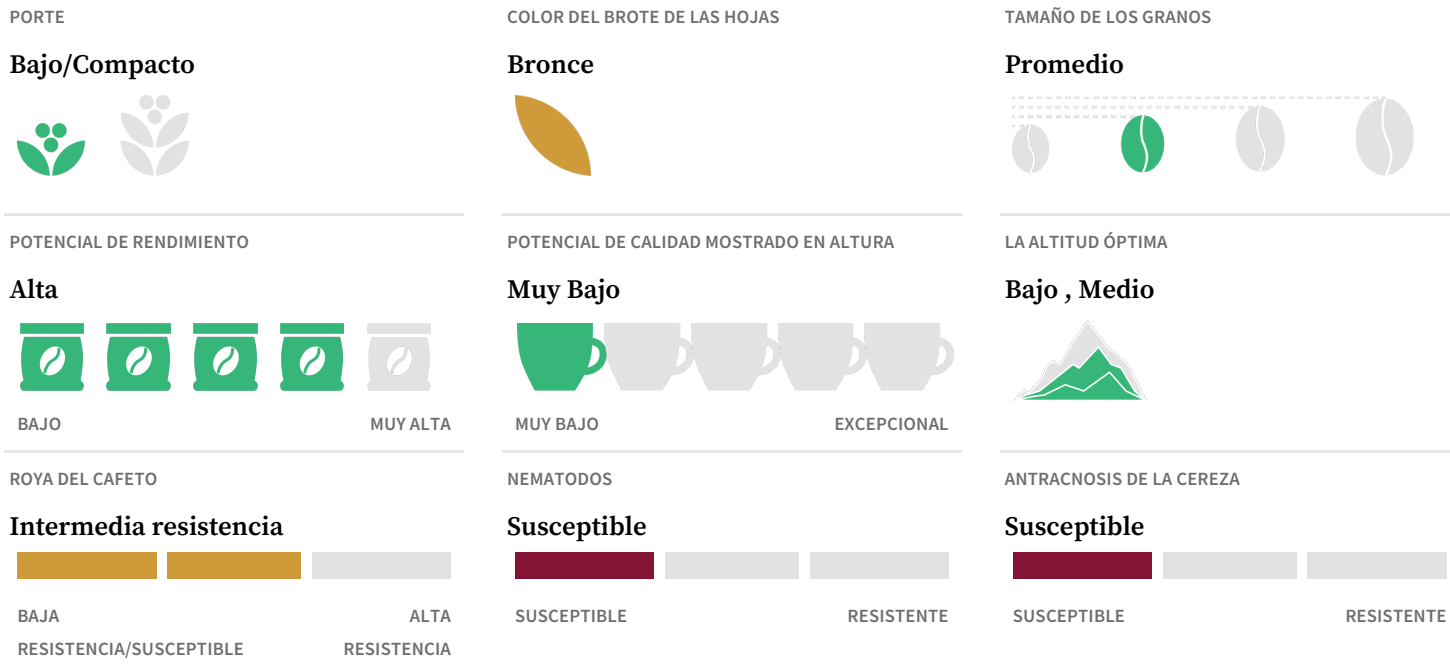 PORTE
Bajo/Compacto
COLOR DEL BROTE DE LAS HOJAS
Bronce
TAMAÑO DE LOS GRANOS
Promedio
POTENCIAL DE RENDIMIENTO
Alta
BAJO
MUY ALTA
POTENCIAL DE CALIDAD MOSTRADO EN ALTURA
Muy Bajo
MUY BAJO
EXCEPCIONAL
LA ALTITUD ÓPTIMA
Bajo , Medio
ROYA DEL CAFETO
Intermedia resistencia
BAJA
RESISTENCIA/SUSCEPTIBLE
ALTA
RESISTENCIA
NEMATODOS
Susceptible
SUSCEPTIBLE
RESISTENTE
ANTRACNOSIS DE LA CEREZA
Susceptible
SUSCEPTIBLE
RESISTENTE